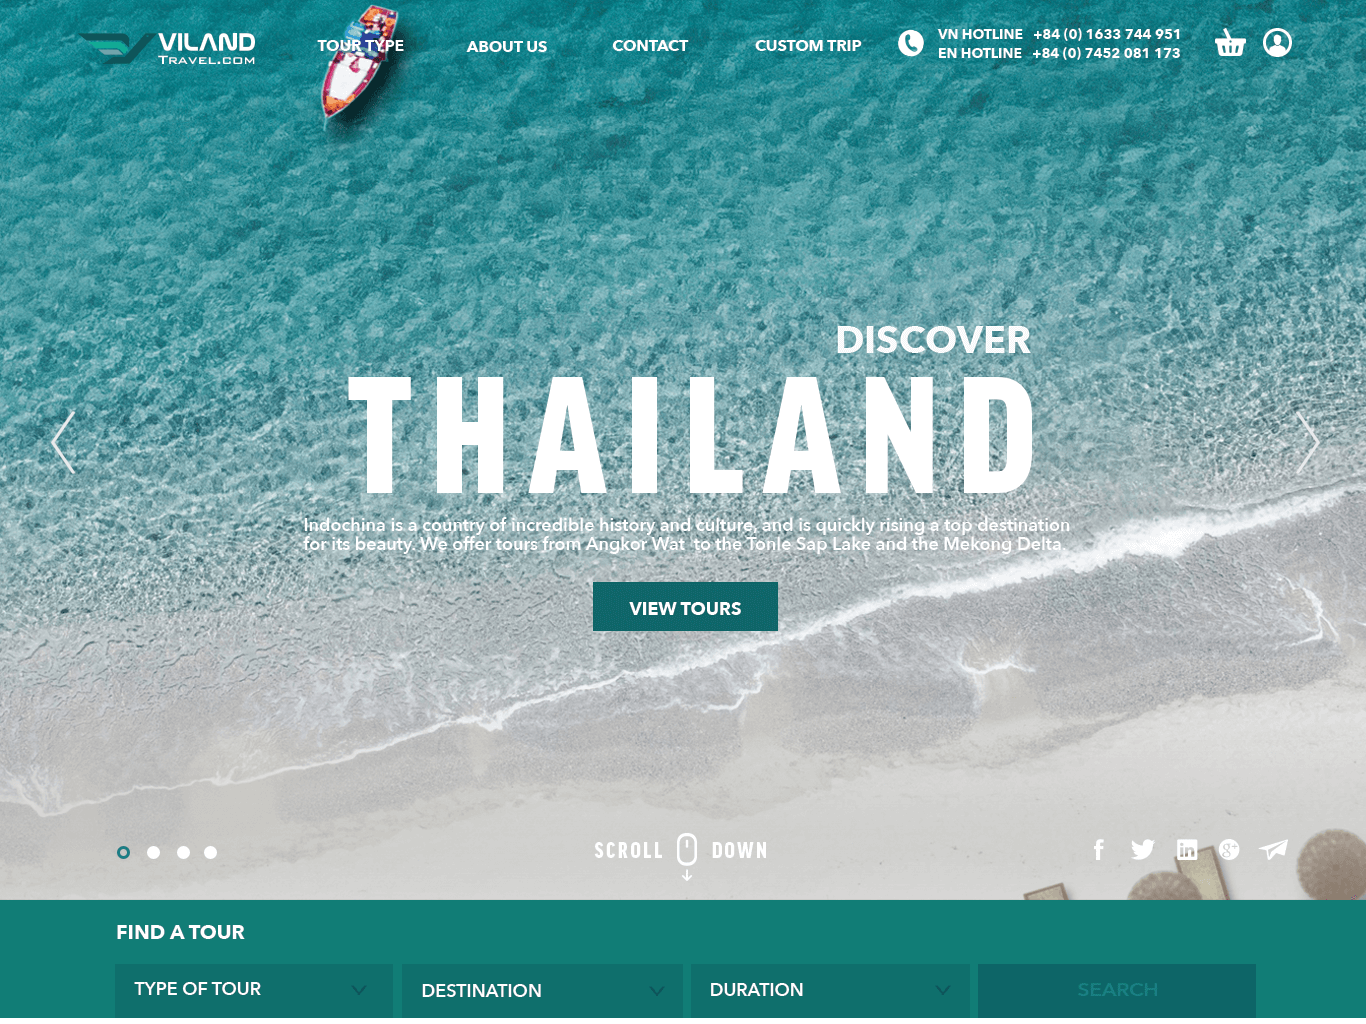 VILAND
TRAVEL.COM
TOUR TYPE
ABOUT US
CONTACT
CUSTOM TRIP
VN HOTLINE +84 (0) 1633 744 951
EN HOTLINE +84 (0) 7452 081 173
DISCOVER
THAILAND
Indochina is a country of incredible history and culture, and is quickly rising a top destination
for its beauty. We offer tours from Angkor Wat to the Tonle Sap Lake and the Mekong Delta.
VIEW TOURS
SCROLL DOWN
f
in
g+
FIND A TOUR
TYPE OF TOUR
DESTINATION
DURATION
SEARCH